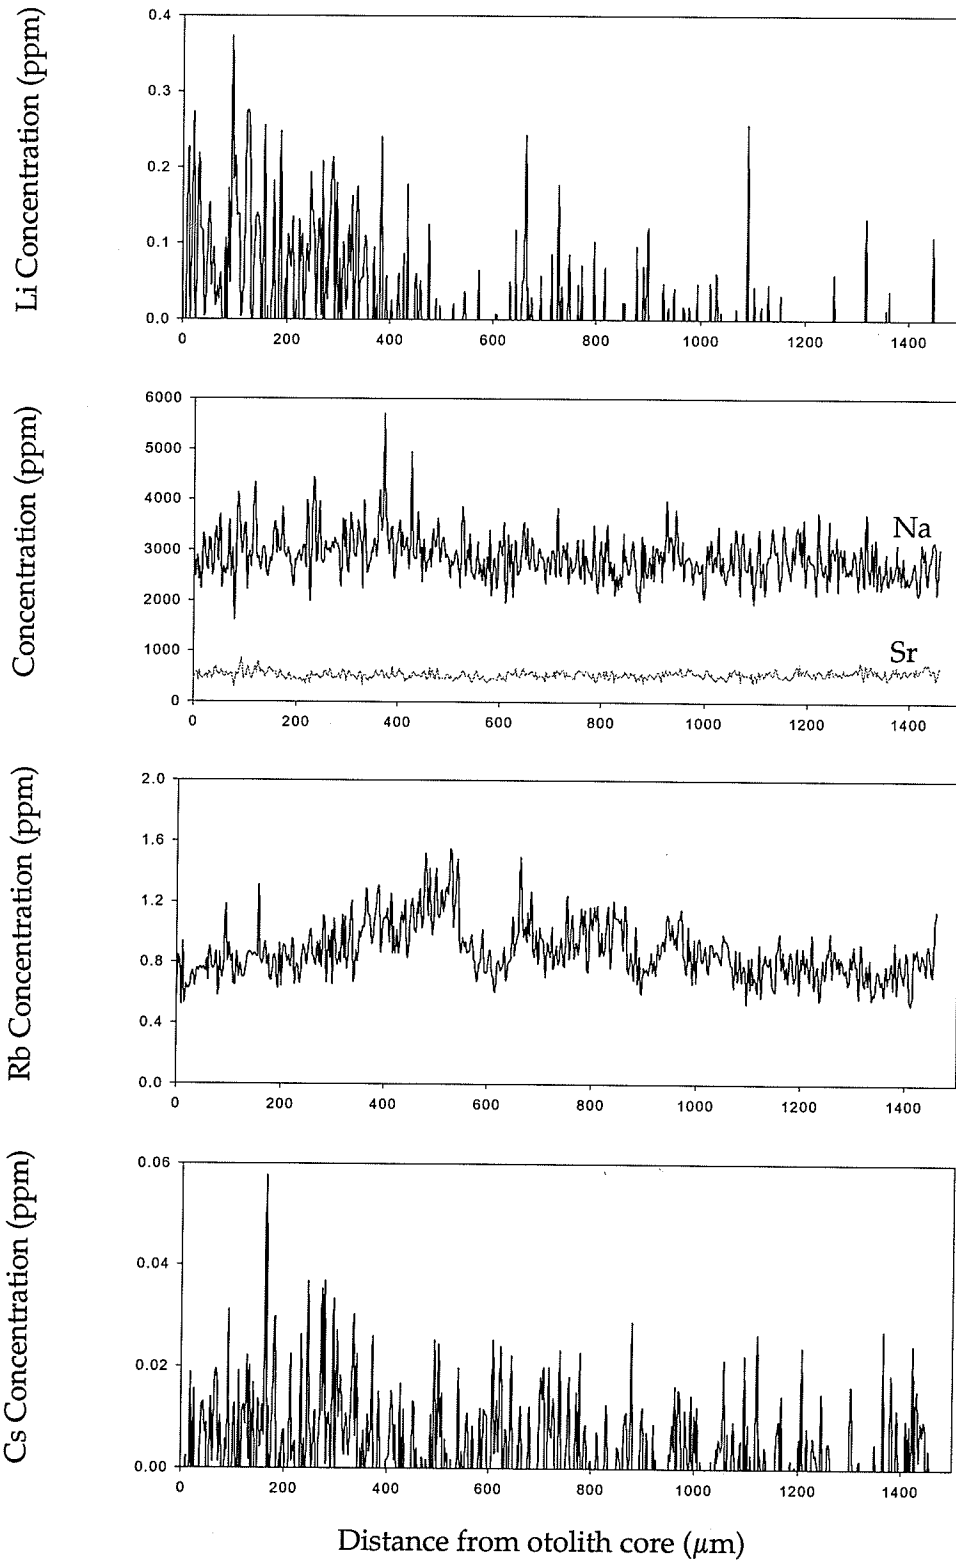 Li Concentration (ppm)
0.4
0.3
0.2
0.1
0.0
0 200 400 600 800 1000 1200 1400
Concentration (ppm)
6000
5000
4000
3000
2000
1000
0
Na
Sr
0 200 400 600 800 1000 1200 1400
Rb Concentration (ppm)
2.0
1.6
1.2
0.8
0.4
0.0
0 200 400 600 800 1000 1200 1400
Cs Concentration (ppm)
0.06
0.04
0.02
0.00
0 200 400 600 800 1000 1200 1400
Distance from otolith core (μm)